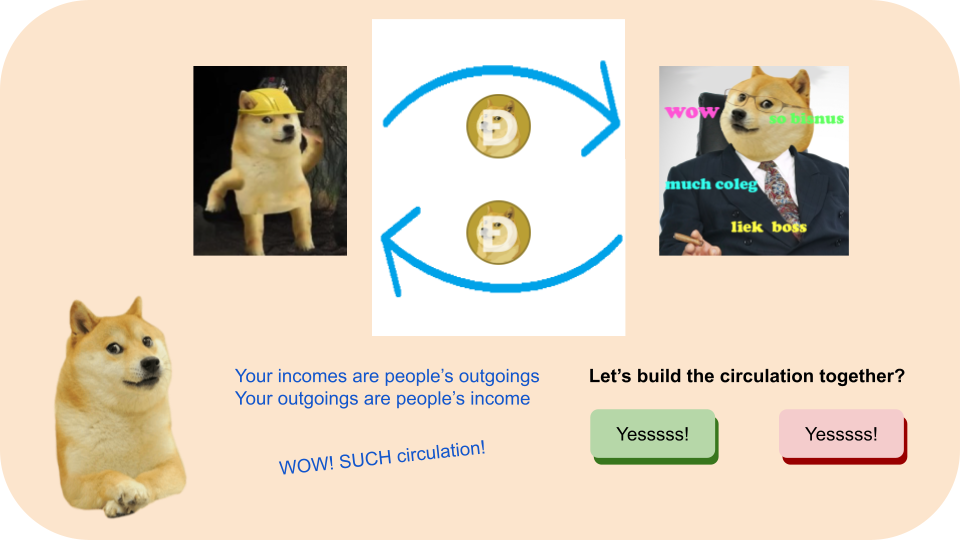 wow
so bisnus
much coleg
liek boss
Ð
Ð
Your incomes are people’s outgoings
Your outgoings are people’s income
WOW! SUCH circulation!
Let’s build the circulation together?
Yesssss!
Yesssss!